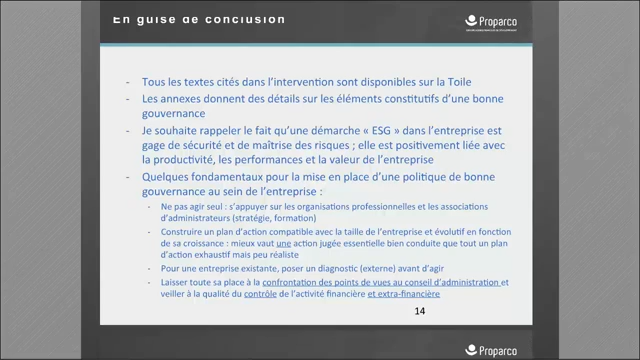 En guise de conclusion
Proparco
- Tous les textes cités dans l'intervention sont disponibles sur la Toile
- Les annexes donnent des détails sur les éléments constitutifs d'une bonne
gouvernance
- Je souhaite rappeler le fait qu'une démarche « ESG » dans l'entreprise est
gage de sécurité et de maîtrise des risques ; elle est positivement liée avec
la productivité, les performances et la valeur de l'entreprise
- Quelques fondamentaux pour la mise en place d'une politique de bonne
gouvernance au sein de l'entreprise :
- Ne pas agir seul : s'appuyer sur les organisations professionnelles et les associations
d'administrateurs (stratégie, formation)
- Construire un plan d'action compatible avec la taille de l'entreprise et évolutif en fonction
de sa croissance : mieux vaut une action jugée essentielle bien conduite que tout un plan
d'action exhaustif mais peu réaliste
- Pour une entreprise existante, poser un diagnostic (externe) avant d'agir
- Laisser toute sa place à la confrontation des points de vues au conseil d'administration et
veiller à la qualité du contrôle de l'activité financière et extra-financière
14
Proparco